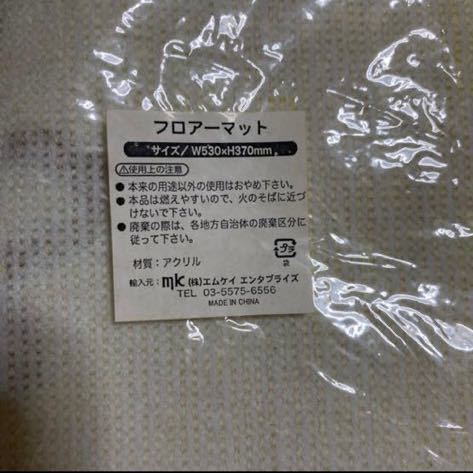 フロアーマット
サイズ/W530×H370mm
⚠使用上の注意
●本来の用途以外の使用はおやめ下さい。
●本品は燃えやすいので、火のそばに近づ
けないで下さい。
●廃棄の際は、各地方自治体の廃棄区分に
従って下さい。
プラ
袋
材質：アクリル
輸入元：mk (株)エムケイ エンタプライズ
TEL 03-5575-6556
MADE IN CHINA